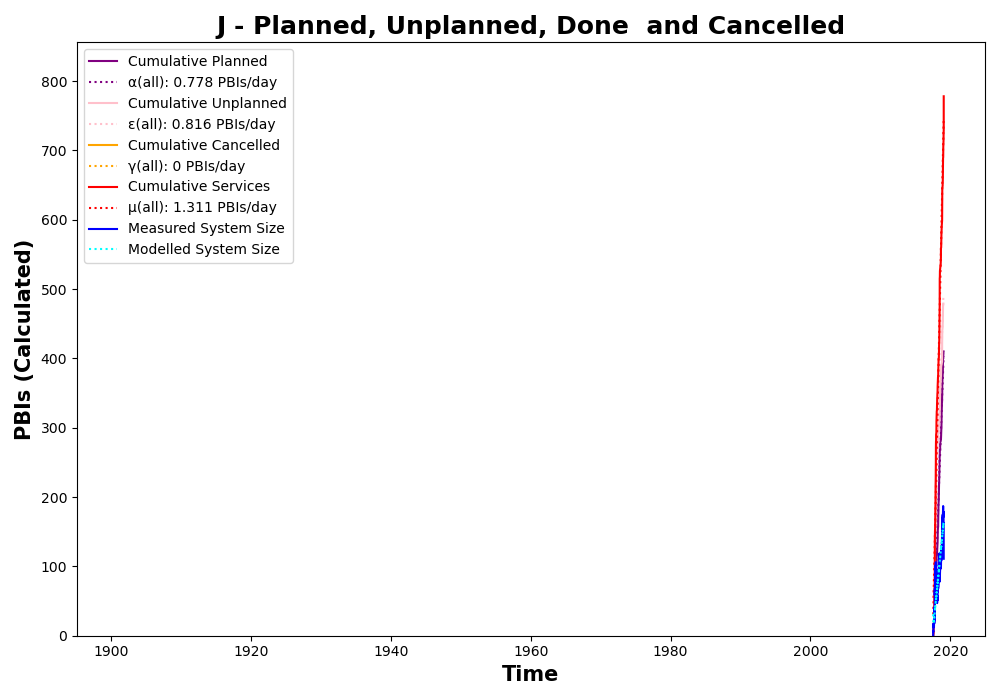 J - Planned, Unplanned, Done  and Cancelled
Cumulative Planned
α(all): 0.778 PBIs/day
Cumulative Unplanned
ε(all): 0.816 PBIs/day
Cumulative Cancelled
γ(all): 0 PBIs/day
Cumulative Services
μ(all): 1.311 PBIs/day
Measured System Size
Modelled System Size
PBIs (Calculated)
800
700
600
500
400
300
200
100
0
1900 1920 1940 1960 1980 2000 2020
Time